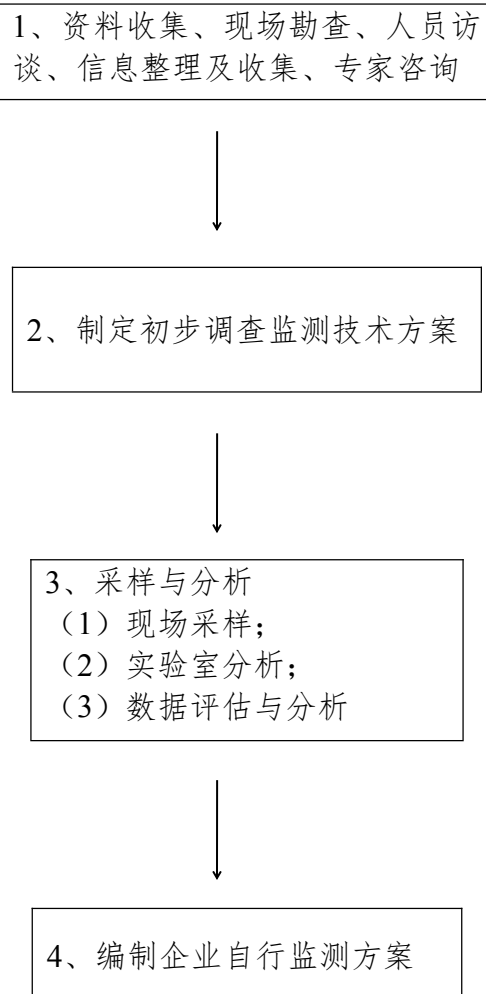 1、资料收集、现场勘查、人员访
谈、信息整理及收集、专家咨询
2、制定初步调查监测技术方案
3、采样与分析
（1）现场采样；
（2）实验室分析；
（3）数据评估与分析
4、编制企业自行监测方案